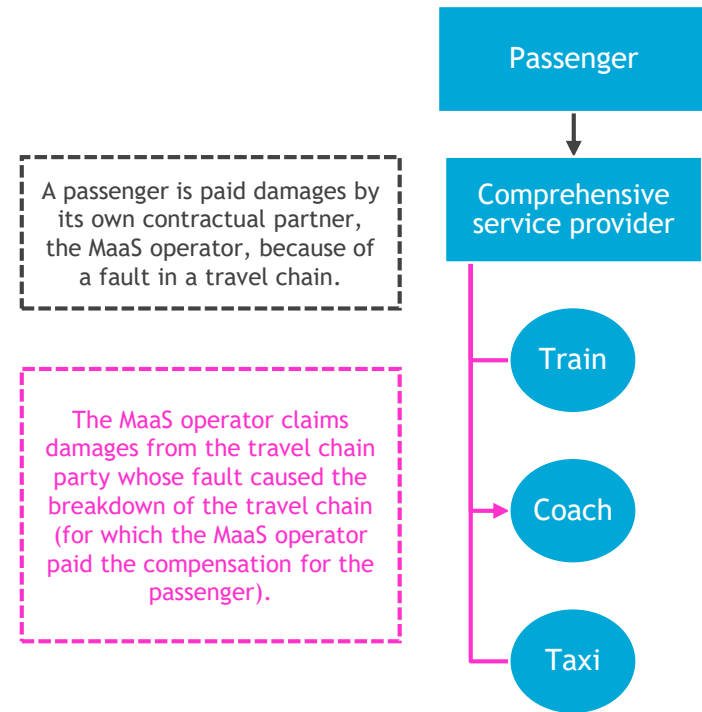 Passenger
A passenger is paid damages by
its own contractual partner,
the MaaS operator, because of
a fault in a travel chain.
Comprehensive
service provider
Train
The MaaS operator claims
damages from the travel chain
party whose fault caused the
breakdown of the travel chain
(for which the MaaS operator
paid the compensation for the
passenger).
Coach
Taxi